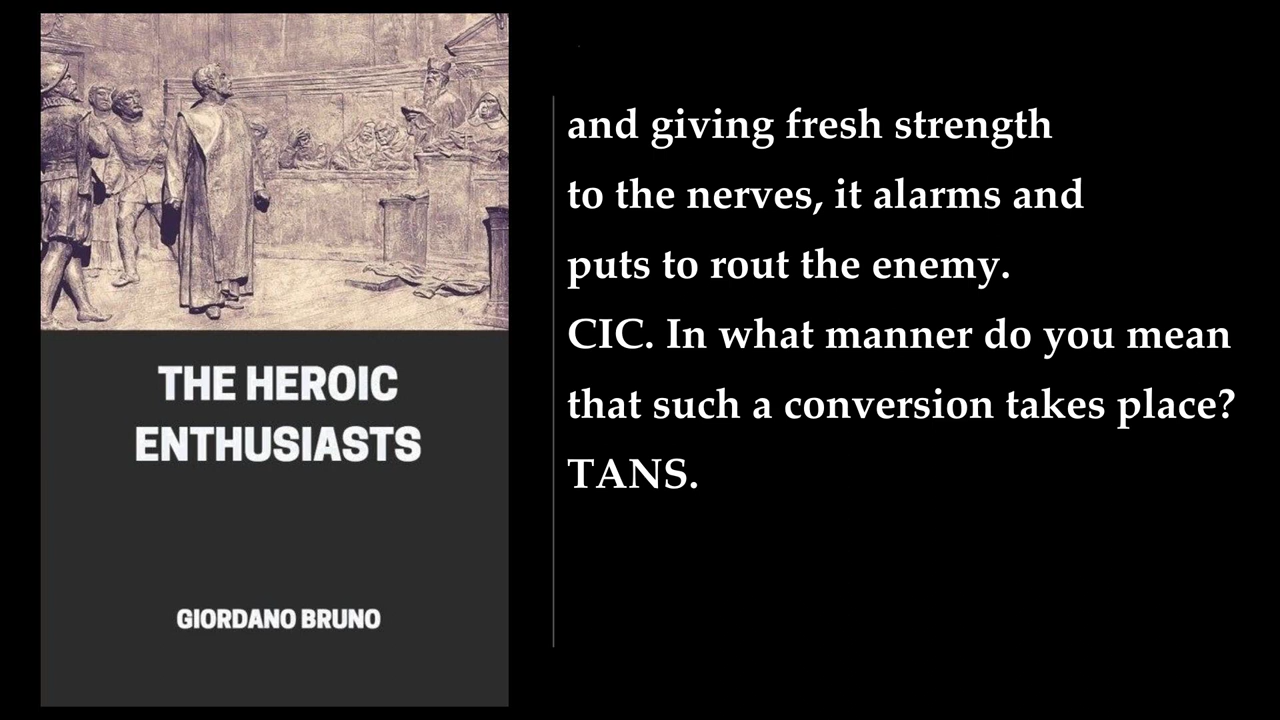 THE HEROIC
ENTHUSIASTS
GIORDANO BRUNO
and giving fresh strength
to the nerves, it alarms and
puts to rout the enemy.
CIC. In what manner do you mean
that such a conversion takes place?
TANS.